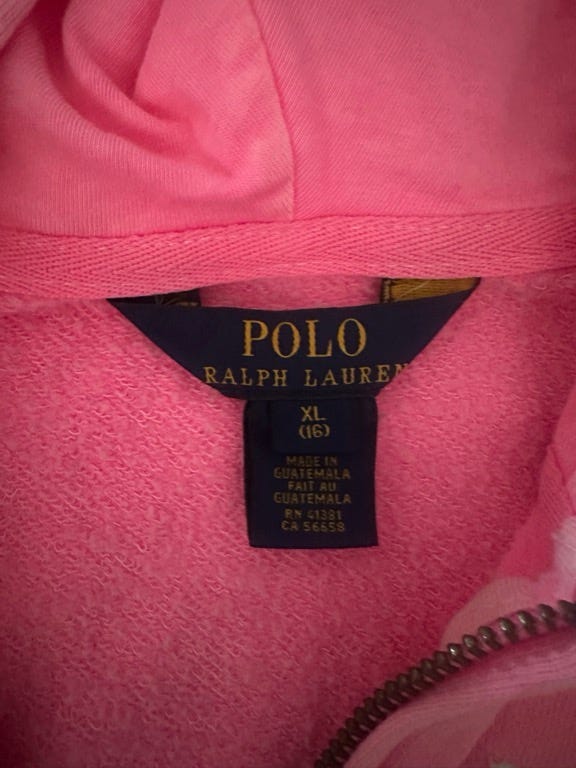 POLO
RALPH LAUREN
XL
(16)
MADE IN
GUATEMALA
FAIT AU
GUATEMALA
RN 41381
CA 56658